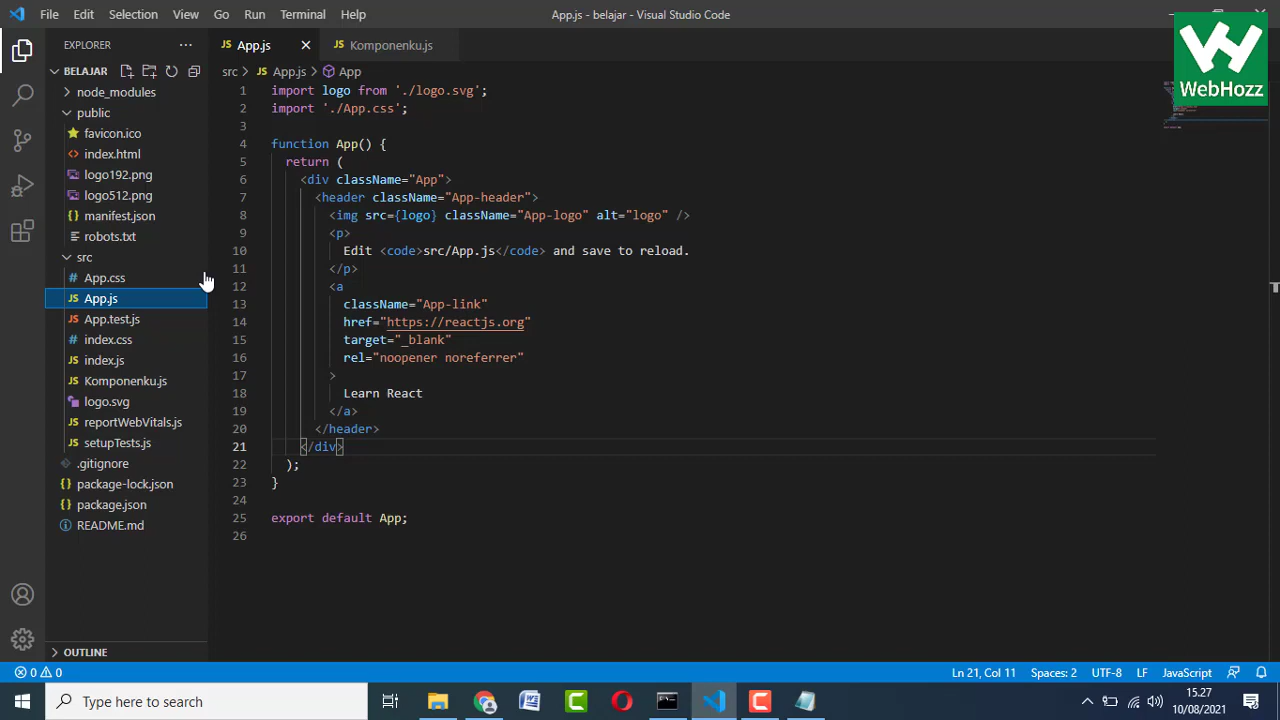 File Edit Selection View Go Run Terminal Help
App.js - belajar - Visual Studio Code
WebHozz
EXPLORER
BELAJAR
node_modules
public
favicon.ico
index.html
logo192.png
logo512.png
manifest.json
robots.txt
src
App.css
App.js
App.test.js
index.css
index.js
Komponenku.js
logo.svg
reportWebVitals.js
setupTests.js
.gitignore
package-lock.json
package.json
README.md
OUTLINE
JS App.js JS Komponenku.js
src > JS App.js > App
1 import logo from './logo.svg';
2 import './App.css';
3
4 function App() {
5 return (
6 <div className="App">
7 <header className="App-header">
8 <img src={logo} className="App-logo" alt="logo" />
9 <p>
10 Edit <code>src/App.js</code> and save to reload.
11 </p>
12 <a
13 className="App-link"
14 href="https://reactjs.org"
15 target="_blank"
16 rel="noopener noreferrer"
17 >
18 Learn React
19 </a>
20 </header>
21 </div>
22 );
23 }
24
25 export default App;
26
0 0
Ln 21, Col 11 Spaces: 2 UTF-8 LF JavaScript
Type here to search
15.27
10/08/2021